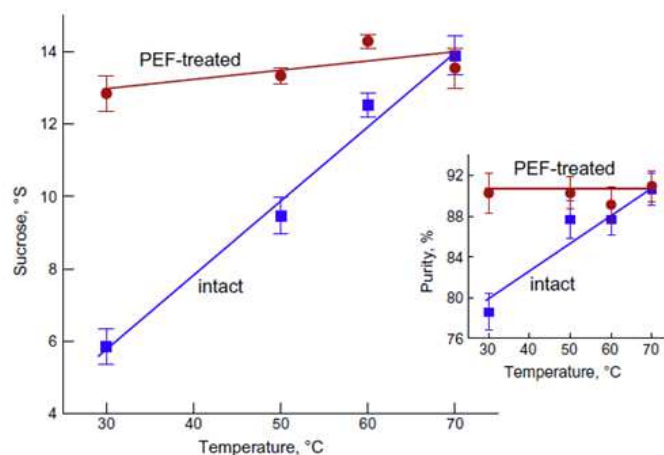 14
12
10
8
6
4
Sucrose, °S
PEF-treated
intact
30
40
50
60
70
Temperature, °C
92
88
84
80
76
Purity, %
PEF-treated
intact
30
40
50
60
70
Temperature, °C